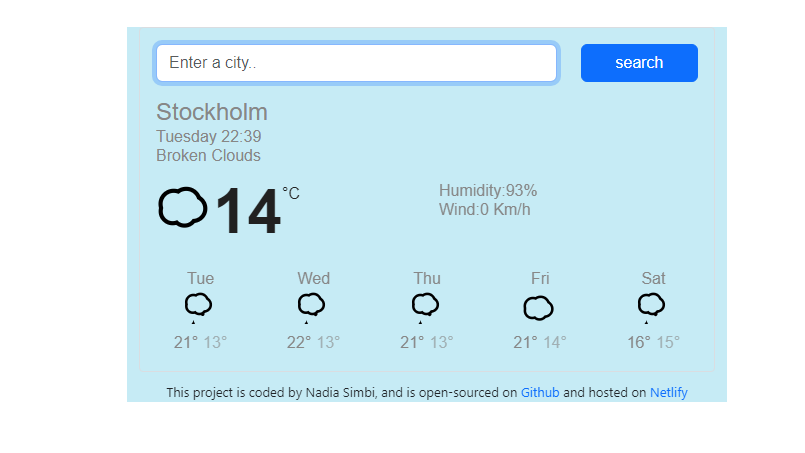 Enter a city..
search
Stockholm
Tuesday 22:39
Broken Clouds
14 °C
Humidity:93%
Wind:0 Km/h
Tue Wed Thu Fri Sat
21° 13° 22° 13° 21° 13° 21° 14° 16° 15°
This project is coded by Nadia Simbi, and is open-sourced on Github and hosted on Netlify